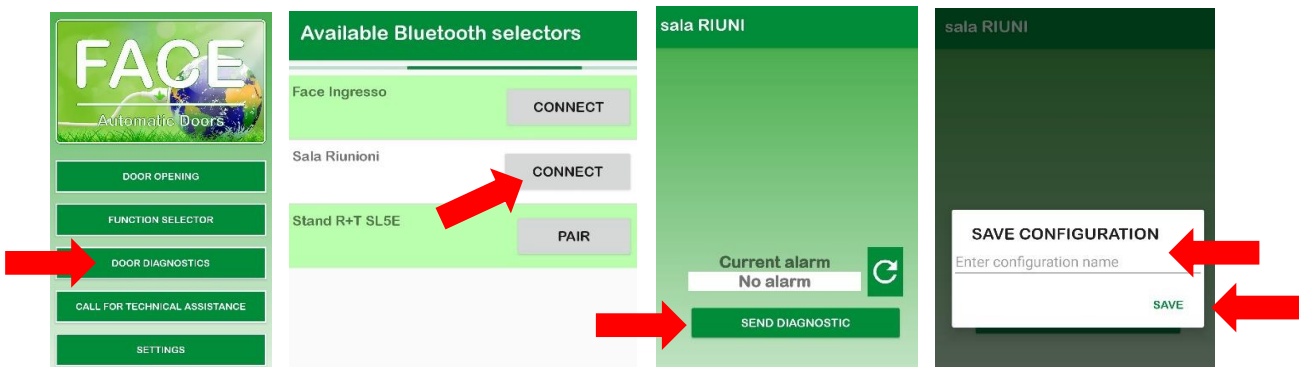 FACE
Automatic Doors
DOOR OPENING
FUNCTION SELECTOR
DOOR DIAGNOSTICS
CALL FOR TECHNICAL ASSISTANCE
SETTINGS
Available Bluetooth selectors
Face Ingresso
CONNECT
Sala Riunioni
CONNECT
Stand R+T SL5E
PAIR
sala RIUNI
Current alarm
No alarm
SEND DIAGNOSTIC
sala RIUNI
SAVE CONFIGURATION
Enter configuration name
SAVE